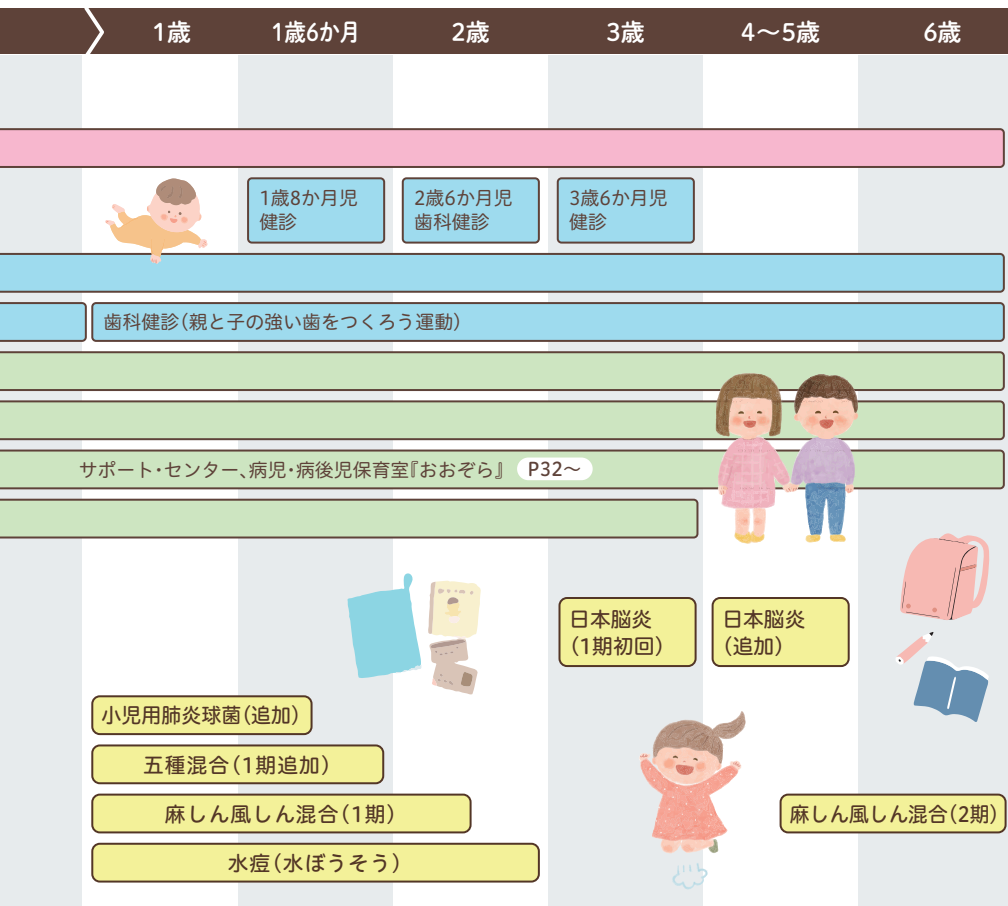 1歳
1歳6か月
2歳
3歳
4～5歳
6歳
1歳8か月児
健診
2歳6か月児
歯科健診
3歳6か月児
健診
歯科健診(親と子の強い歯をつくろう運動)
サポート・センター、病児・病後児保育室『おおぞら』 P32～
日本脳炎
(1期初回)
日本脳炎
(追加)
小児用肺炎球菌(追加)
五種混合(1期追加)
麻しん風しん混合(1期)
麻しん風しん混合(2期)
水痘(水ぼうそう)